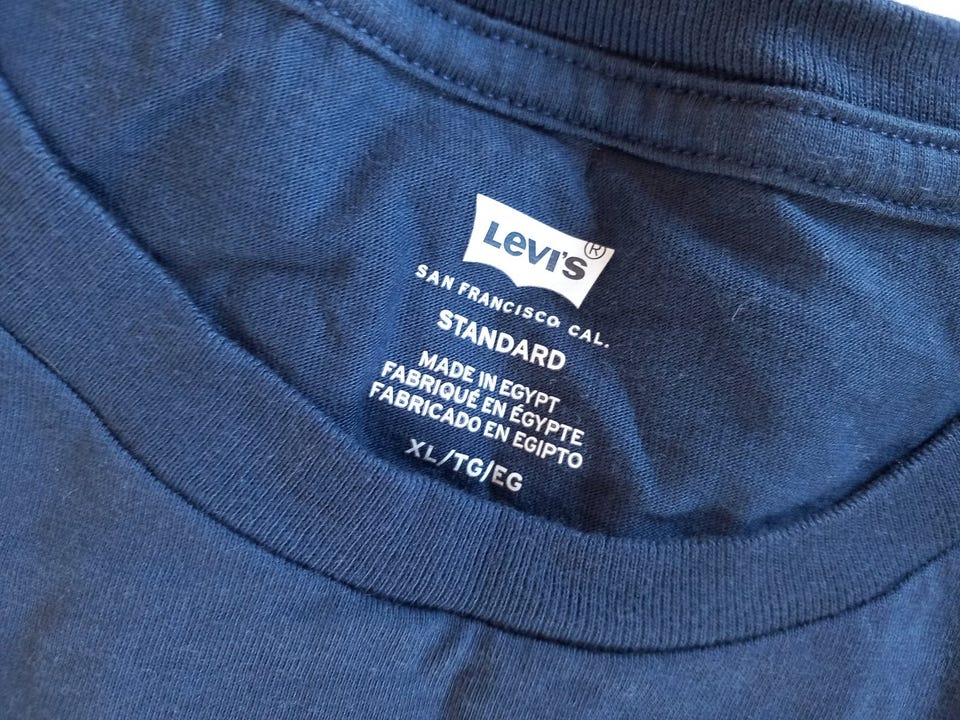 Levi's®
SAN FRANCISCO CAL.
STANDARD
MADE IN EGYPT
FABRIQUÉ EN ÉGYPTE
FABRICADO EN EGIPTO
XL/TG/EG